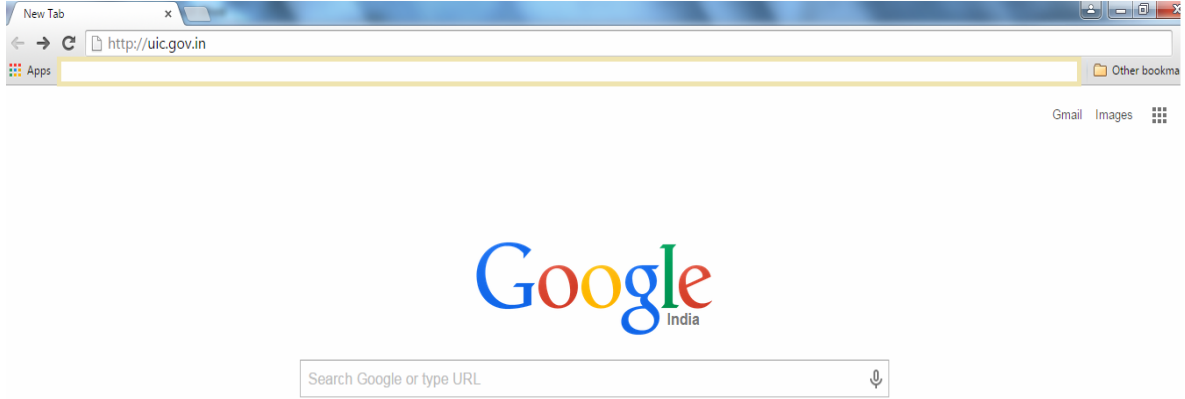 New Tab
http://uic.gov.in
Apps
Other bookma
Gmail Images
Google
India
Search Google or type URL